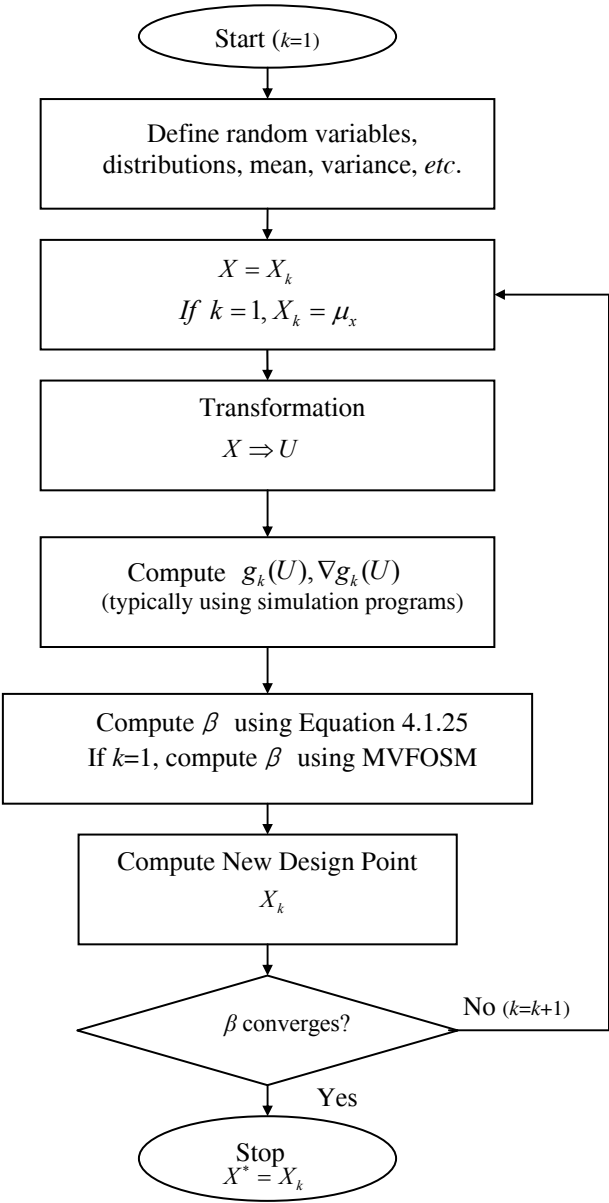 Start (k=1)
Define random variables,
distributions, mean, variance, etc.
X = X_k
If k = 1, X_k = μ_x
Transformation
X ⇒ U
Compute g_k(U), ∇g_k(U)
(typically using simulation programs)
Compute β using Equation 4.1.25
If k=1, compute β using MVFOSM
Compute New Design Point
X_k
β converges?
No (k=k+1)
Yes
Stop
X^* = X_k